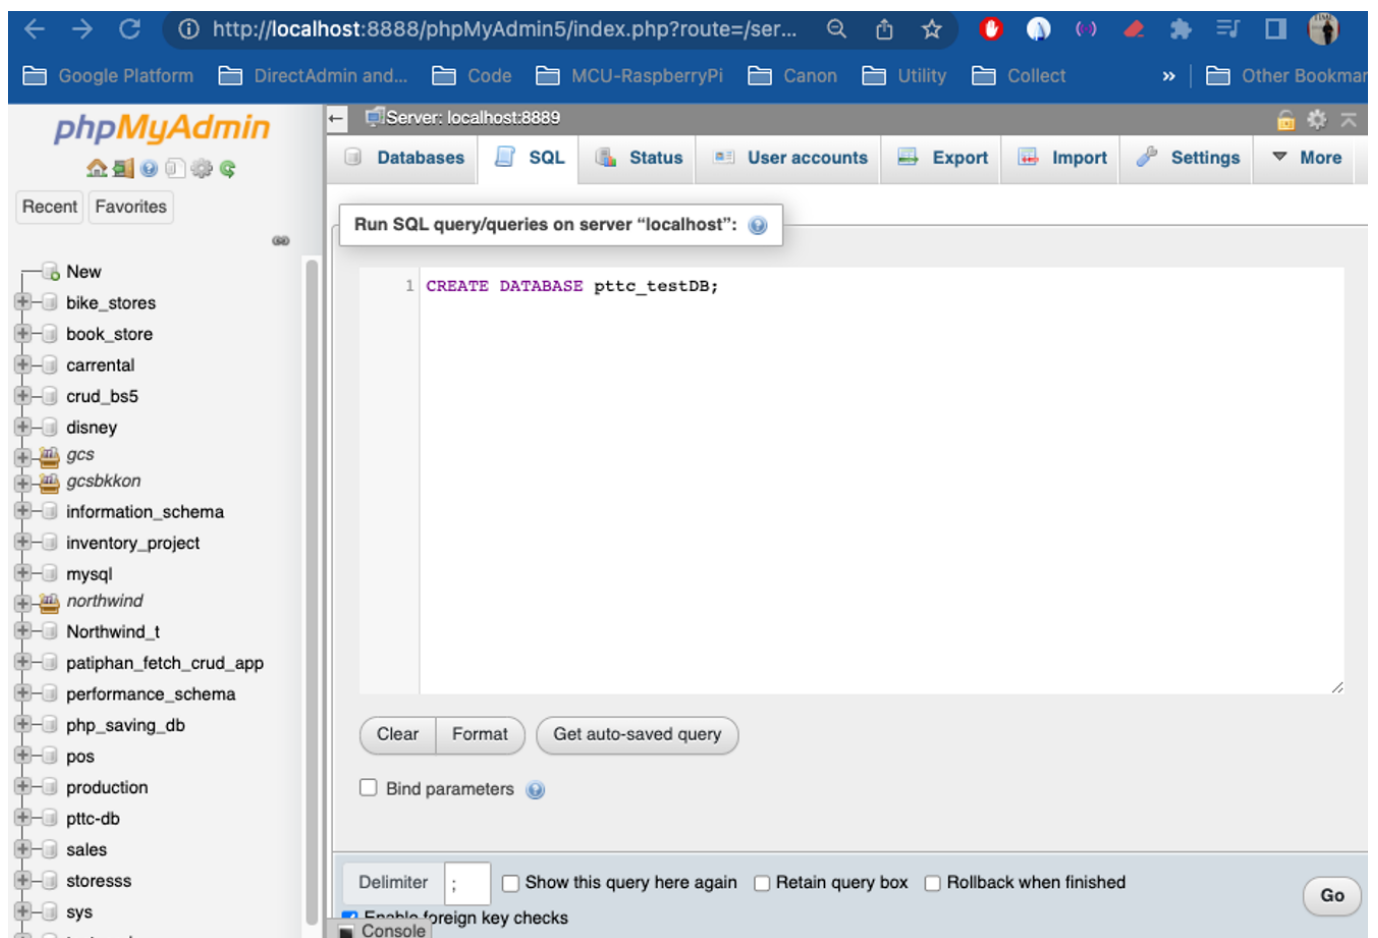 http://localhost:8888/phpMyAdmin5/index.php?route=/ser...
Google Platform DirectAdmin and... Code MCU-RaspberryPi Canon Utility Collect » Other Bookmar
phpMyAdmin
Recent Favorites
New
bike_stores
book_store
carrental
crud_bs5
disney
gcs
gcsbkkon
information_schema
inventory_project
mysql
northwind
Northwind_t
patiphan_fetch_crud_app
performance_schema
php_saving_db
pos
production
pttc-db
sales
storesss
sys
Server: localhost:8889
Databases SQL Status User accounts Export Import Settings More
Run SQL query/queries on server “localhost”:
1 CREATE DATABASE pttc_testDB;
Clear Format Get auto-saved query
Bind parameters
Delimiter ; Show this query here again Retain query box Rollback when finished
Enable foreign key checks
Go
Console